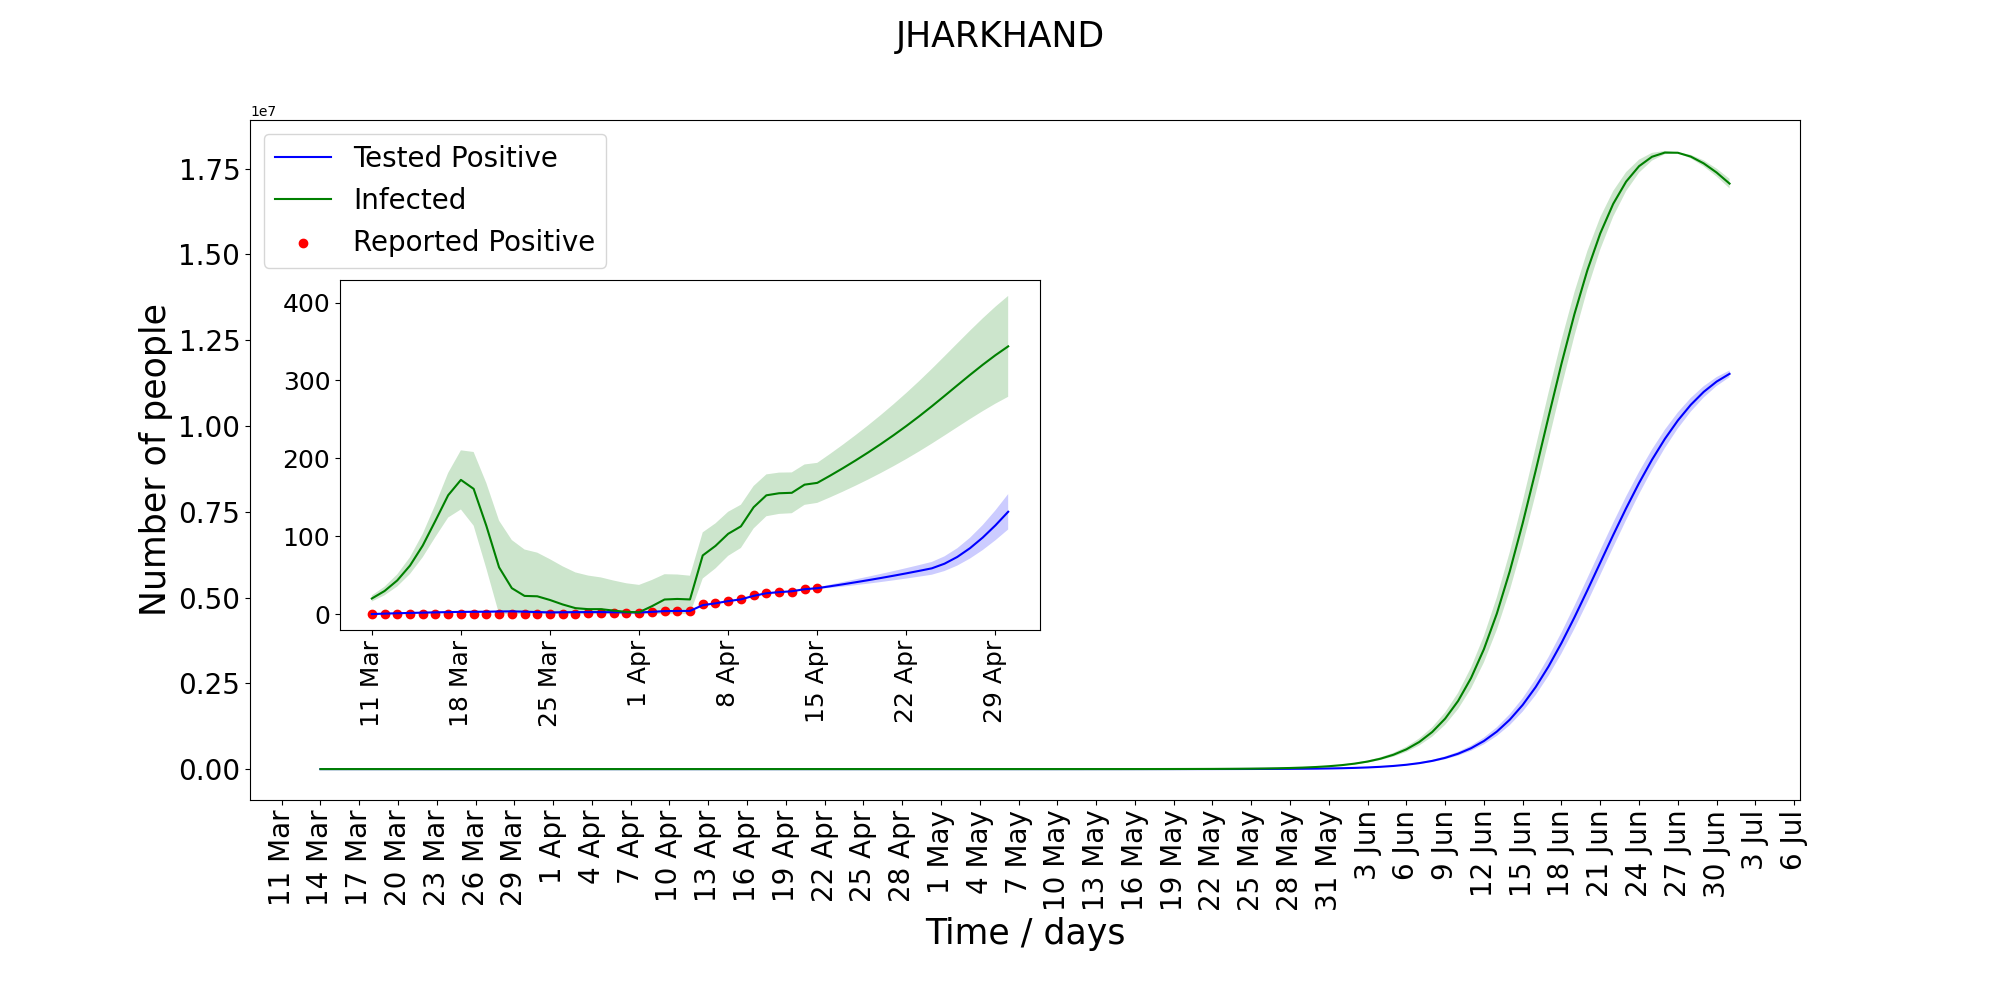 JHARKHAND
1e7
Tested Positive
Infected
Reported Positive
Number of people
1.75
1.50
1.25
1.00
0.75
0.50
0.25
0.00
400
300
200
100
0
11 Mar
18 Mar
25 Mar
1 Apr
8 Apr
15 Apr
22 Apr
29 Apr
11 Mar
14 Mar
17 Mar
20 Mar
23 Mar
26 Mar
29 Mar
1 Apr
4 Apr
7 Apr
10 Apr
13 Apr
16 Apr
19 Apr
22 Apr
25 Apr
28 Apr
1 May
4 May
7 May
10 May
13 May
16 May
19 May
22 May
25 May
28 May
31 May
3 Jun
6 Jun
9 Jun
12 Jun
15 Jun
18 Jun
21 Jun
24 Jun
27 Jun
30 Jun
3 Jul
6 Jul
Time / days